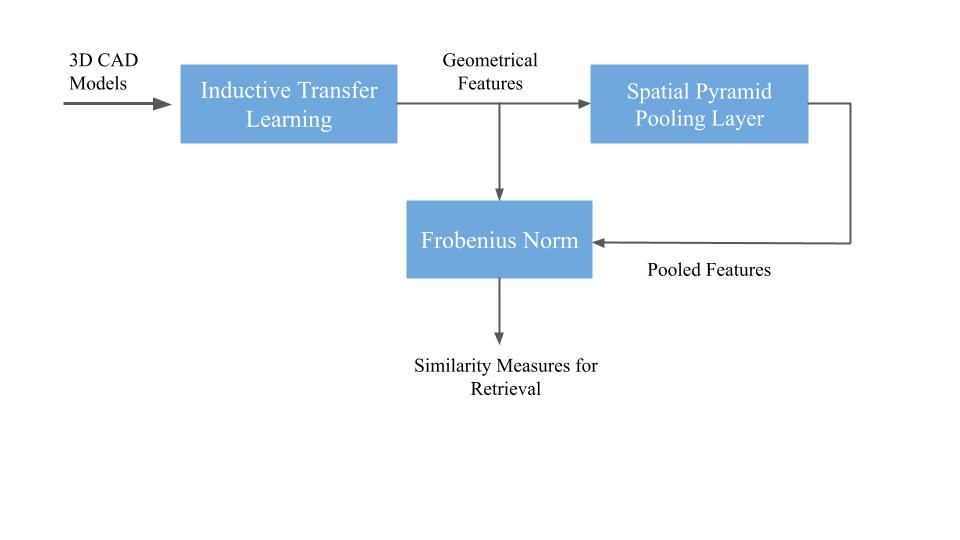 3D CAD
Models
Inductive Transfer
Learning
Geometrical
Features
Spatial Pyramid
Pooling Layer
Frobenius Norm
Pooled Features
Similarity Measures for
Retrieval